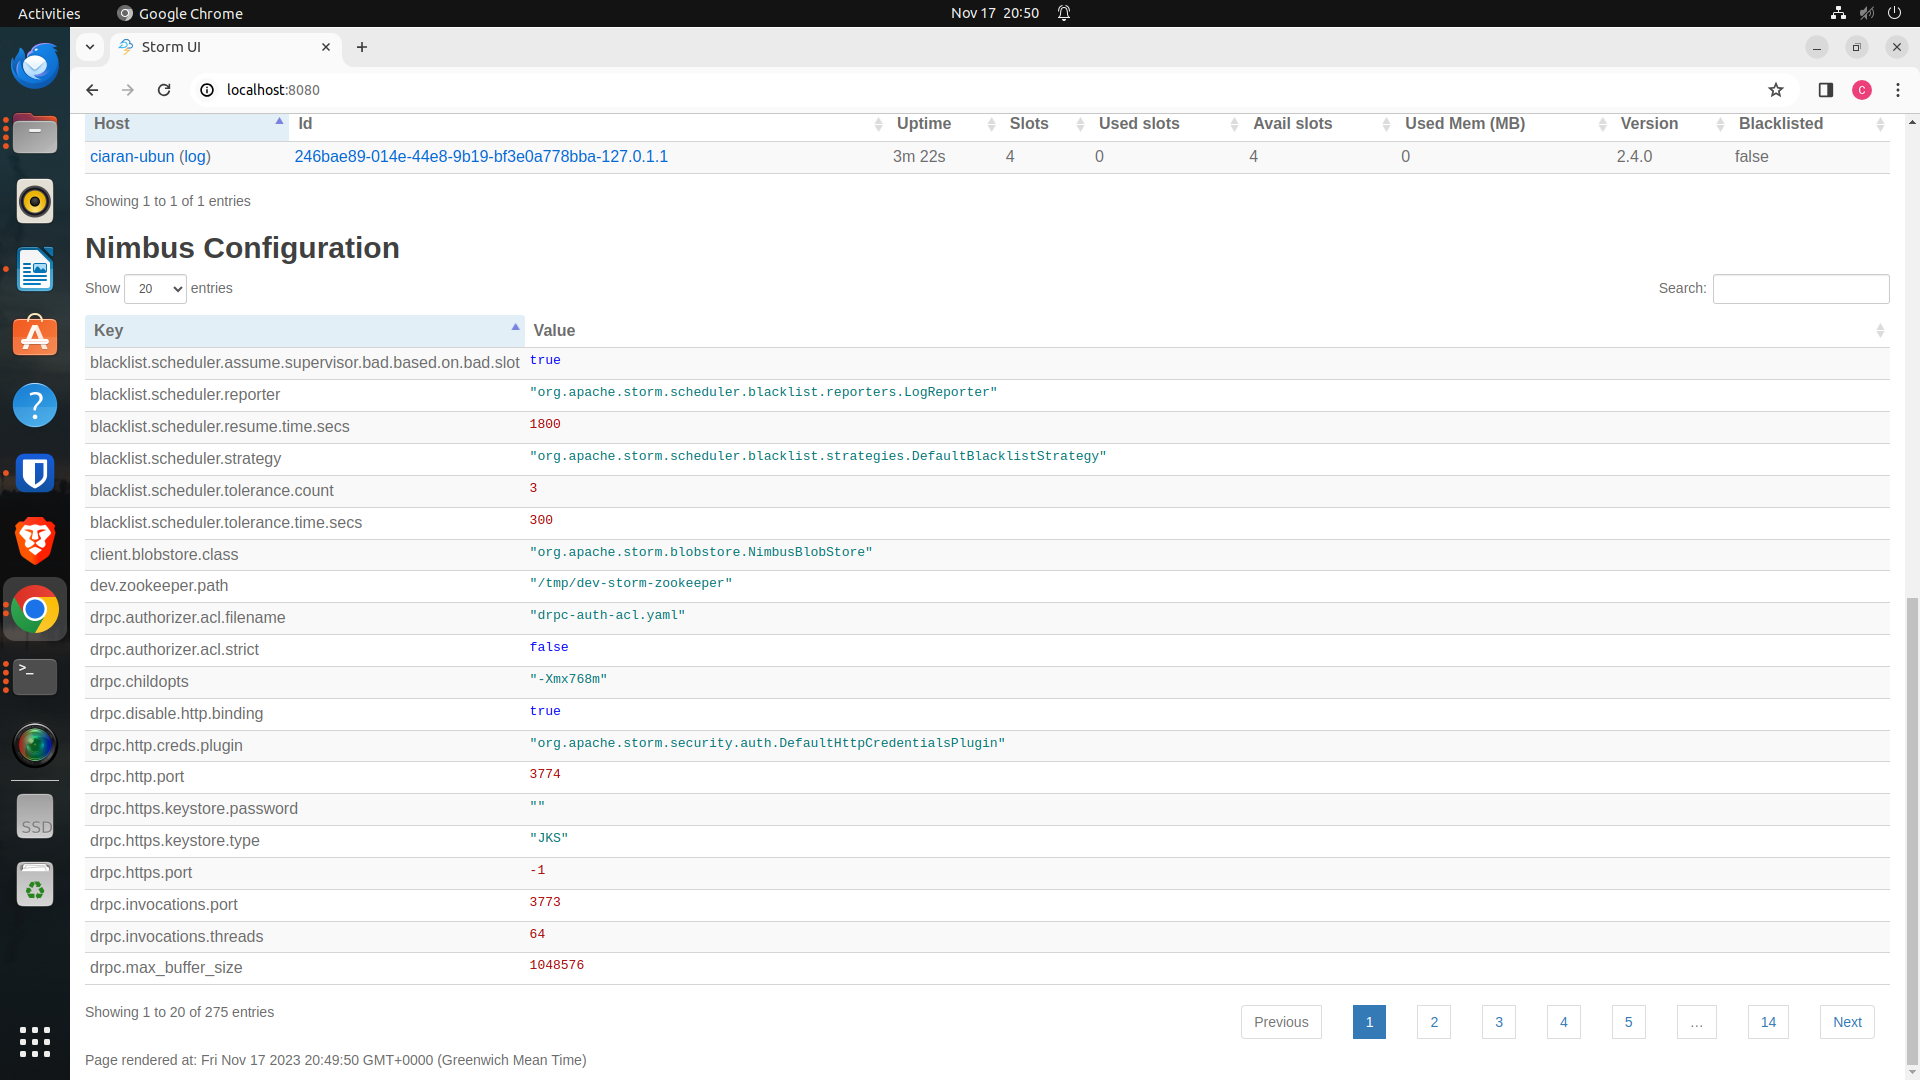 Activities Google Chrome Nov 17 20:50
Storm UI
localhost:8080 C
Host Id Uptime Slots Used slots Avail slots Used Mem (MB) Version Blacklisted
ciaran-ubun (log) 246bae89-014e-44e8-9b19-bf3e0a778bba-127.0.1.1 3m 22s 4 0 4 0 2.4.0 false
Showing 1 to 1 of 1 entries
Nimbus Configuration
Show 20 entries Search:
Key Value
blacklist.scheduler.assume.supervisor.bad.based.on.bad.slot true
blacklist.scheduler.reporter "org.apache.storm.scheduler.blacklist.reporters.LogReporter"
blacklist.scheduler.resume.time.secs 1800
blacklist.scheduler.strategy "org.apache.storm.scheduler.blacklist.strategies.DefaultBlacklistStrategy"
blacklist.scheduler.tolerance.count 3
blacklist.scheduler.tolerance.time.secs 300
client.blobstore.class "org.apache.storm.blobstore.NimbusBlobStore"
dev.zookeeper.path "/tmp/dev-storm-zookeeper"
drpc.authorizer.acl.filename "drpc-auth-acl.yaml"
drpc.authorizer.acl.strict false
drpc.childopts "-Xmx768m"
drpc.disable.http.binding true
drpc.http.creds.plugin "org.apache.storm.security.auth.DefaultHttpCredentialsPlugin"
drpc.http.port 3774
drpc.https.keystore.password ""
drpc.https.keystore.type "JKS"
drpc.https.port -1
drpc.invocations.port 3773
drpc.invocations.threads 64
drpc.max_buffer_size 1048576
Showing 1 to 20 of 275 entries Previous 1 2 3 4 5 … 14 Next
Page rendered at: Fri Nov 17 2023 20:49:50 GMT+0000 (Greenwich Mean Time)
SSD